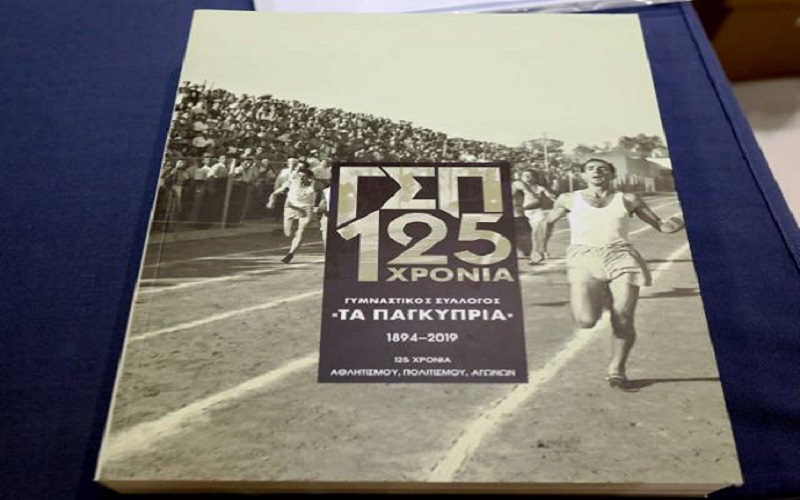 ΓΣΠ
125
ΧΡΟΝΙΑ
ΓΥΜΝΑΣΤΙΚΟΣ ΣΥΛΛΟΓΟΣ
"ΤΑ ΠΑΓΚΥΠΡΙΑ"
1894-2019
125 ΧΡΟΝΙΑ
ΑΘΛΗΤΙΣΜΟΥ, ΠΟΛΙΤΙΣΜΟΥ, ΑΓΩΝΩΝ